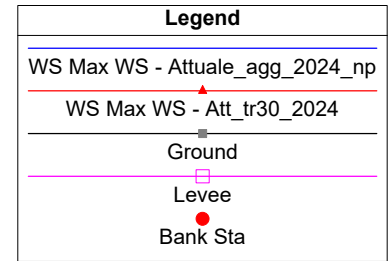 Legend
WS Max WS - Attuale_agg_2024_np
WS Max WS - Att_tr30_2024
Ground
Levee
Bank Sta